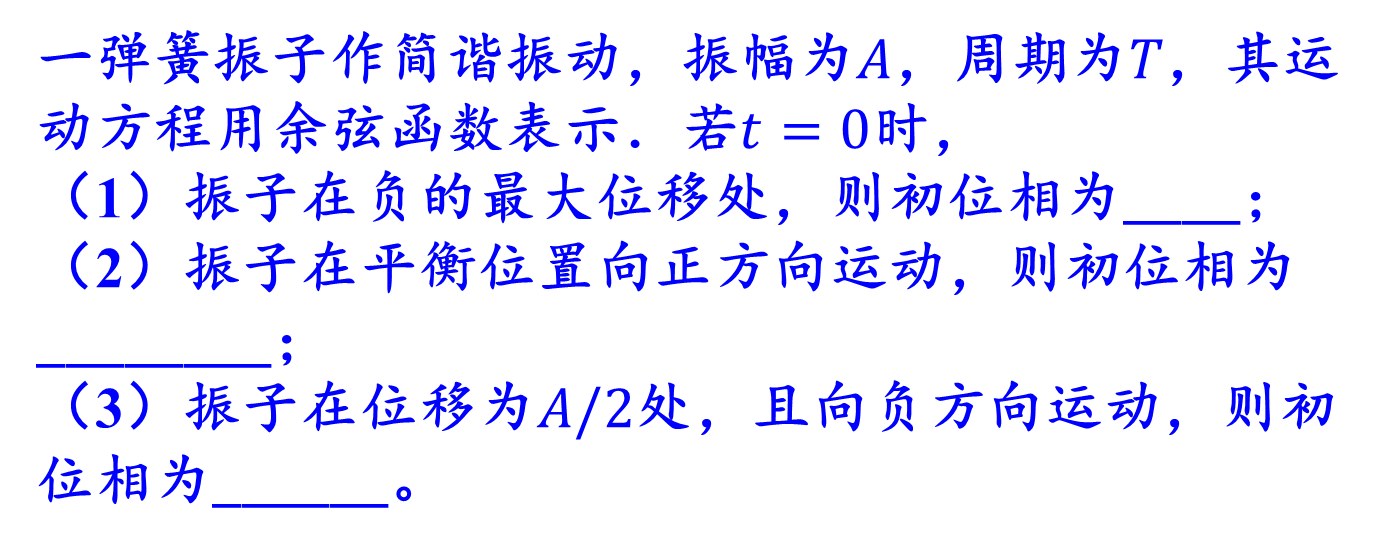 一弹簧振子作简谐振动，振幅为A，周期为T，其运
动方程用余弦函数表示．若t = 0时，
（1）振子在负的最大位移处，则初位相为____；
（2）振子在平衡位置向正方向运动，则初位相为
________；
（3）振子在位移为A/2处，且向负方向运动，则初
位相为______。